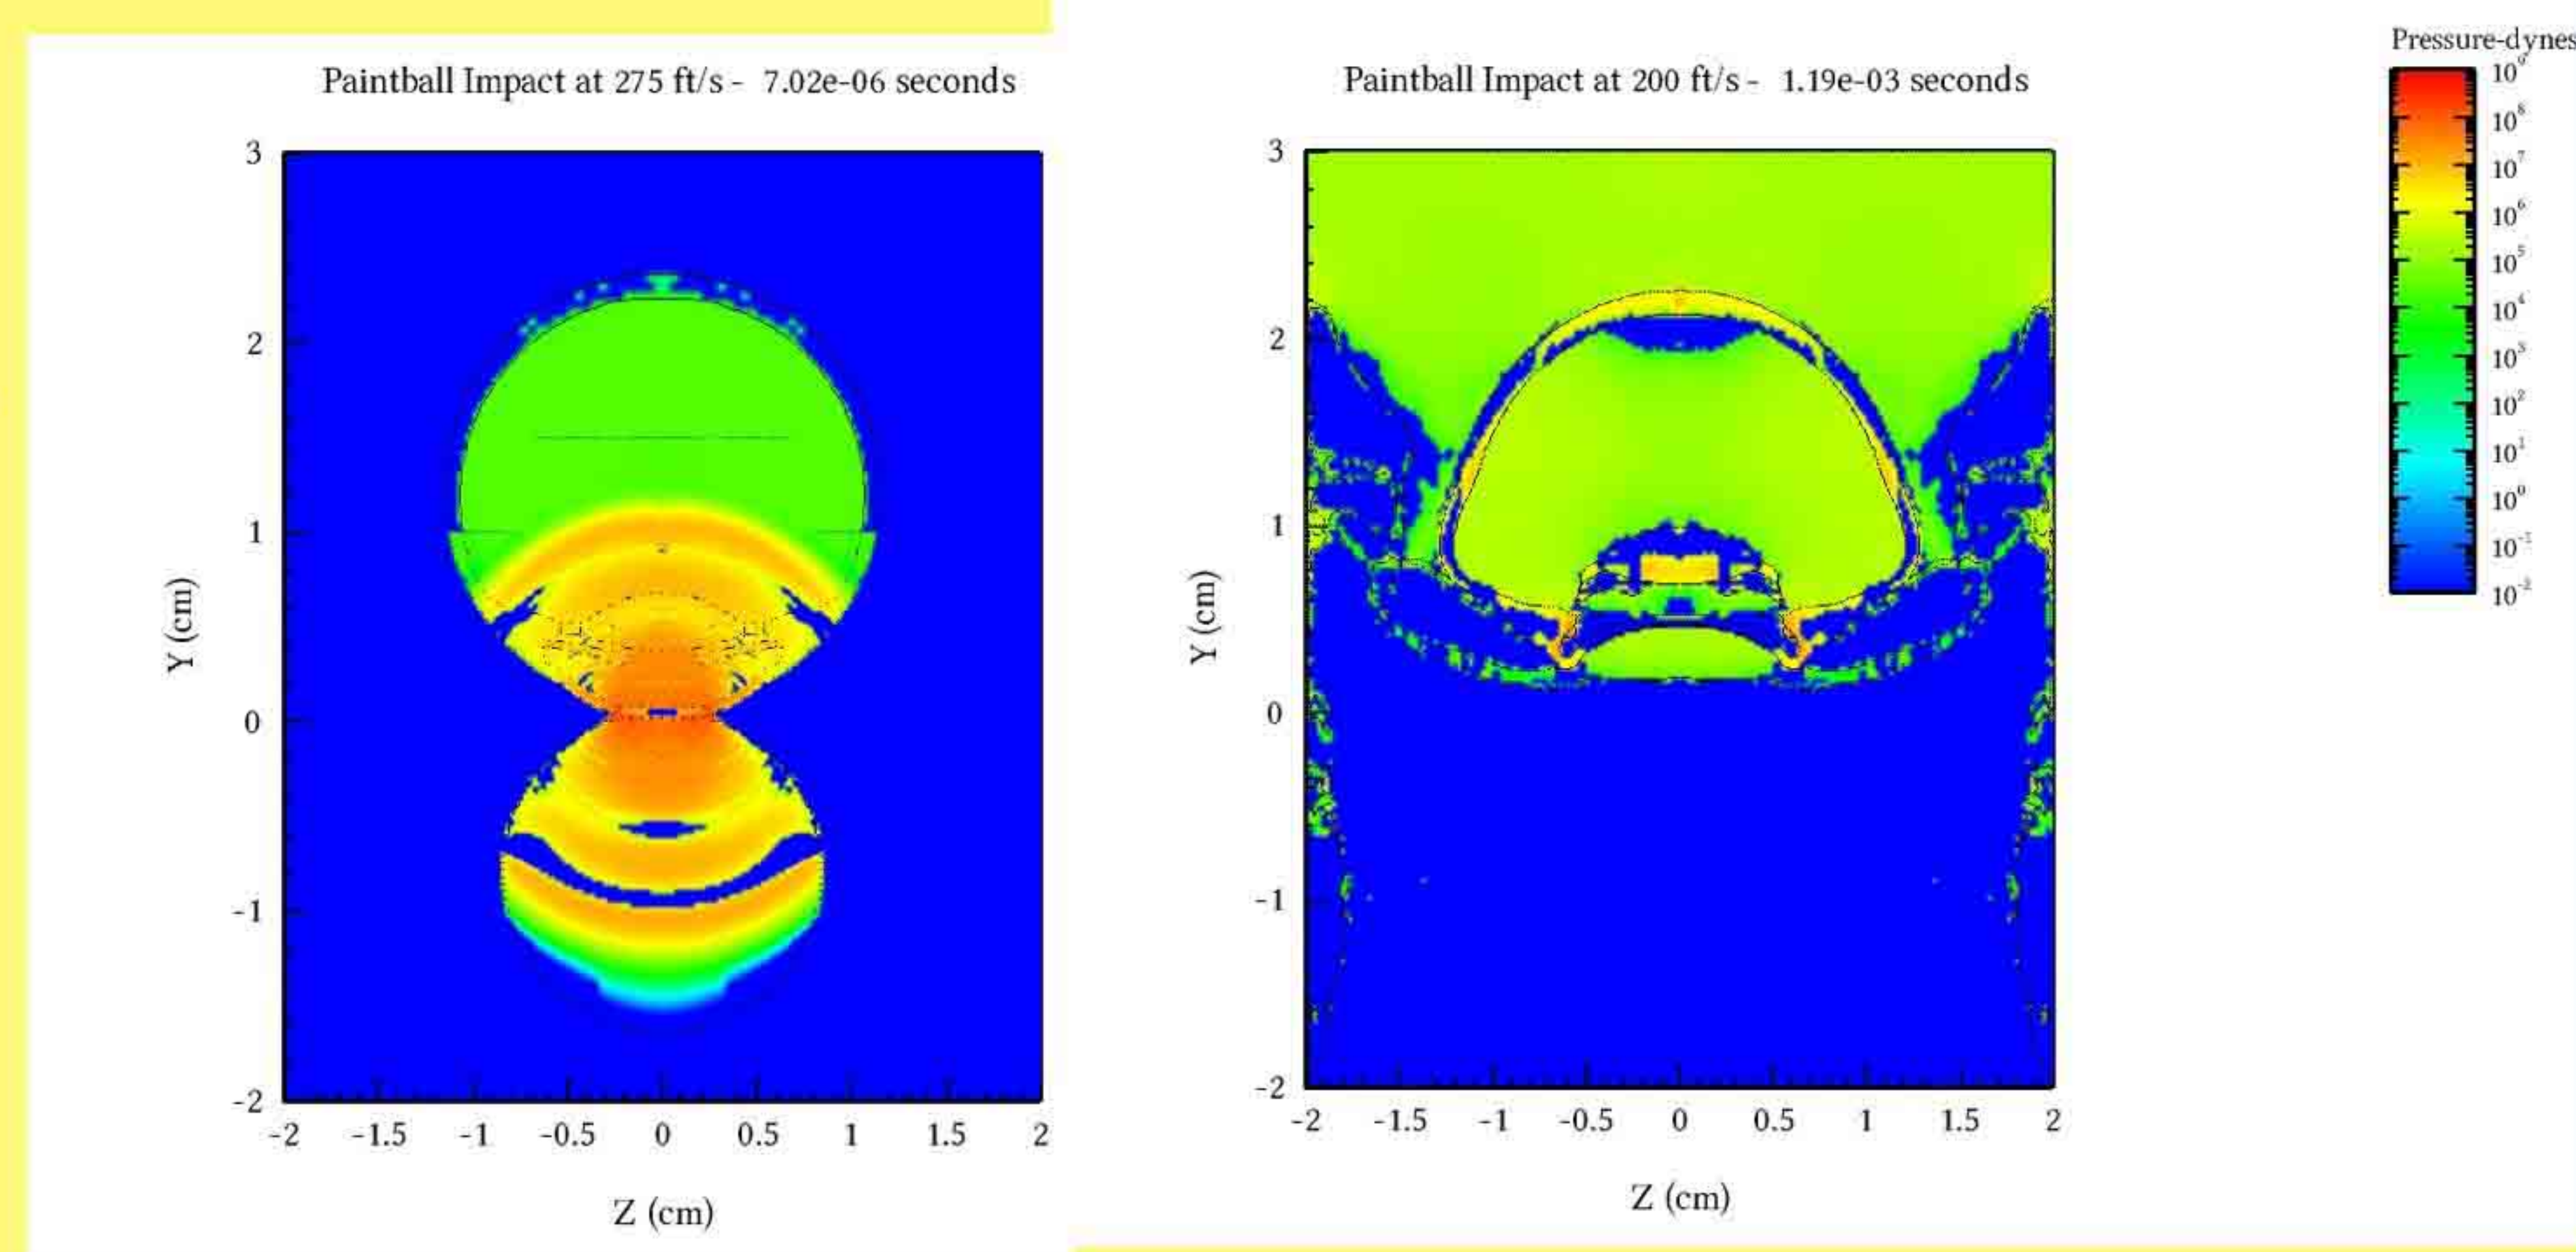 Paintball Impact at 275 ft/s - 7.02e-06 seconds
3
2
1
0
-1
-2
Y (cm)
-2 -1.5 -1 -0.5 0 0.5 1 1.5 2
Z (cm)
Paintball Impact at 200 ft/s - 1.19e-03 seconds
3
2
1
0
-1
-2
Y (cm)
-2 -1.5 -1 -0.5 0 0.5 1 1.5 2
Z (cm)
Pressure-dynes
10⁹
10⁸
10⁷
10⁶
10⁵
10⁴
10³
10²
10¹
10⁰
10⁻¹
10⁻²